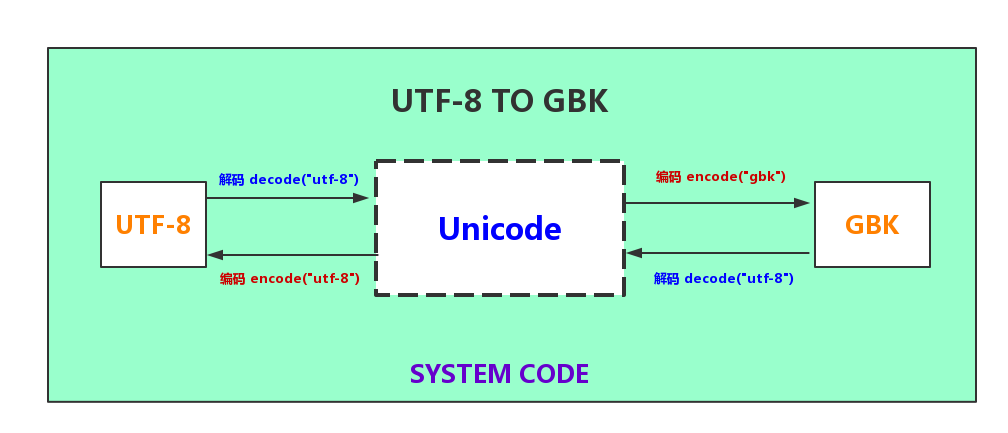 UTF-8 TO GBK
解码 decode("utf-8")
编码 encode("gbk")
UTF-8
Unicode
GBK
编码 encode("utf-8")
解码 decode("utf-8")
SYSTEM CODE